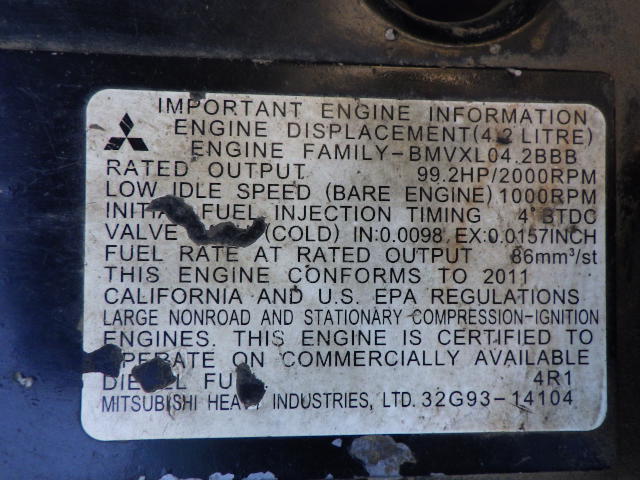 IMPORTANT ENGINE INFORMATION
ENGINE DISPLACEMENT(4.2 LITRE)
ENGINE FAMILY-BMVXL04.2BBB
RATED OUTPUT 99.2HP/2000RPM
LOW IDLE SPEED (BARE ENGINE) 1000RPM
FUEL INJECTION TIMING 4°BTDC
VALVE (COLD) IN:0.0098, EX:0.0157INCH
FUEL RATE AT RATED OUTPUT 86mm³/st
THIS ENGINE CONFORMS TO 2011
CALIFORNIA AND U.S. EPA REGULATIONS
LARGE NONROAD AND STATIONARY COMPRESSION-IGNITION
ENGINES. THIS ENGINE IS CERTIFIED TO
OPERATE ON COMMERCIALLY AVAILABLE
DIESEL FUEL 4R1
MITSUBISHI HEAVY INDUSTRIES, LTD. 32G93-14104